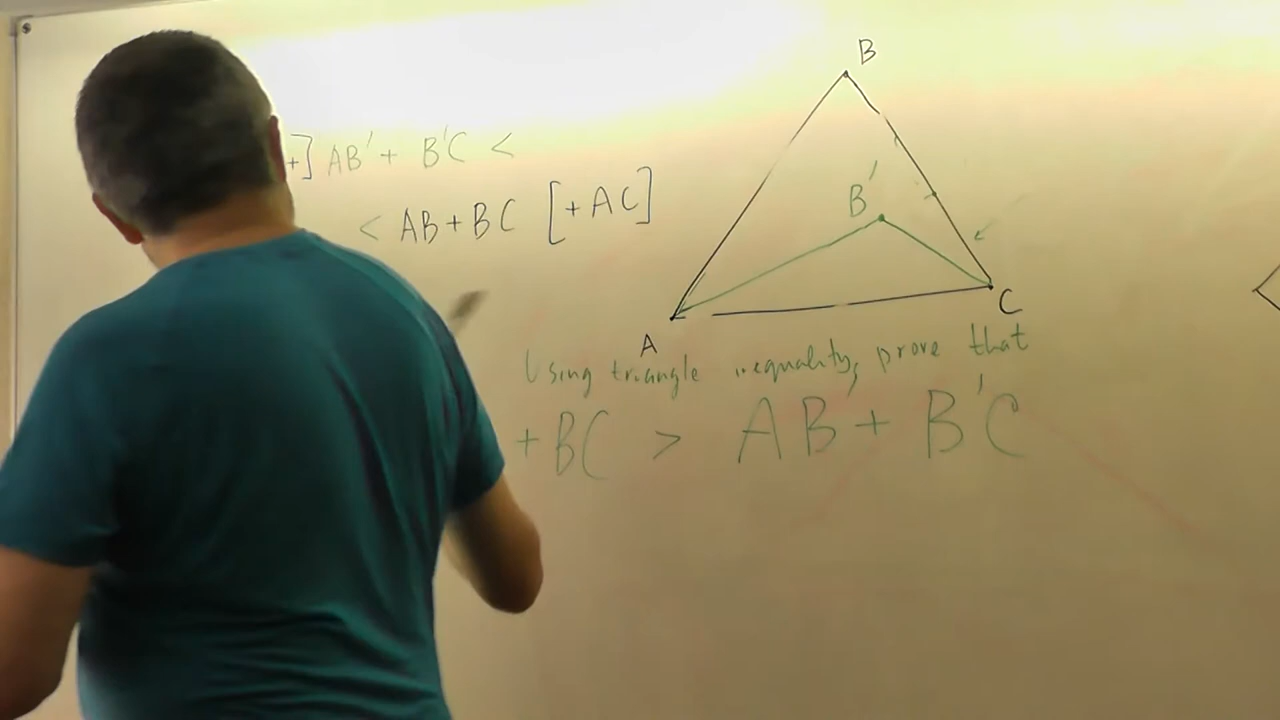 +] AB' + B'C <
< AB + BC [+AC]
B
B'
C
A
Using triangle inequality, prove that
+ BC > AB' + B'C